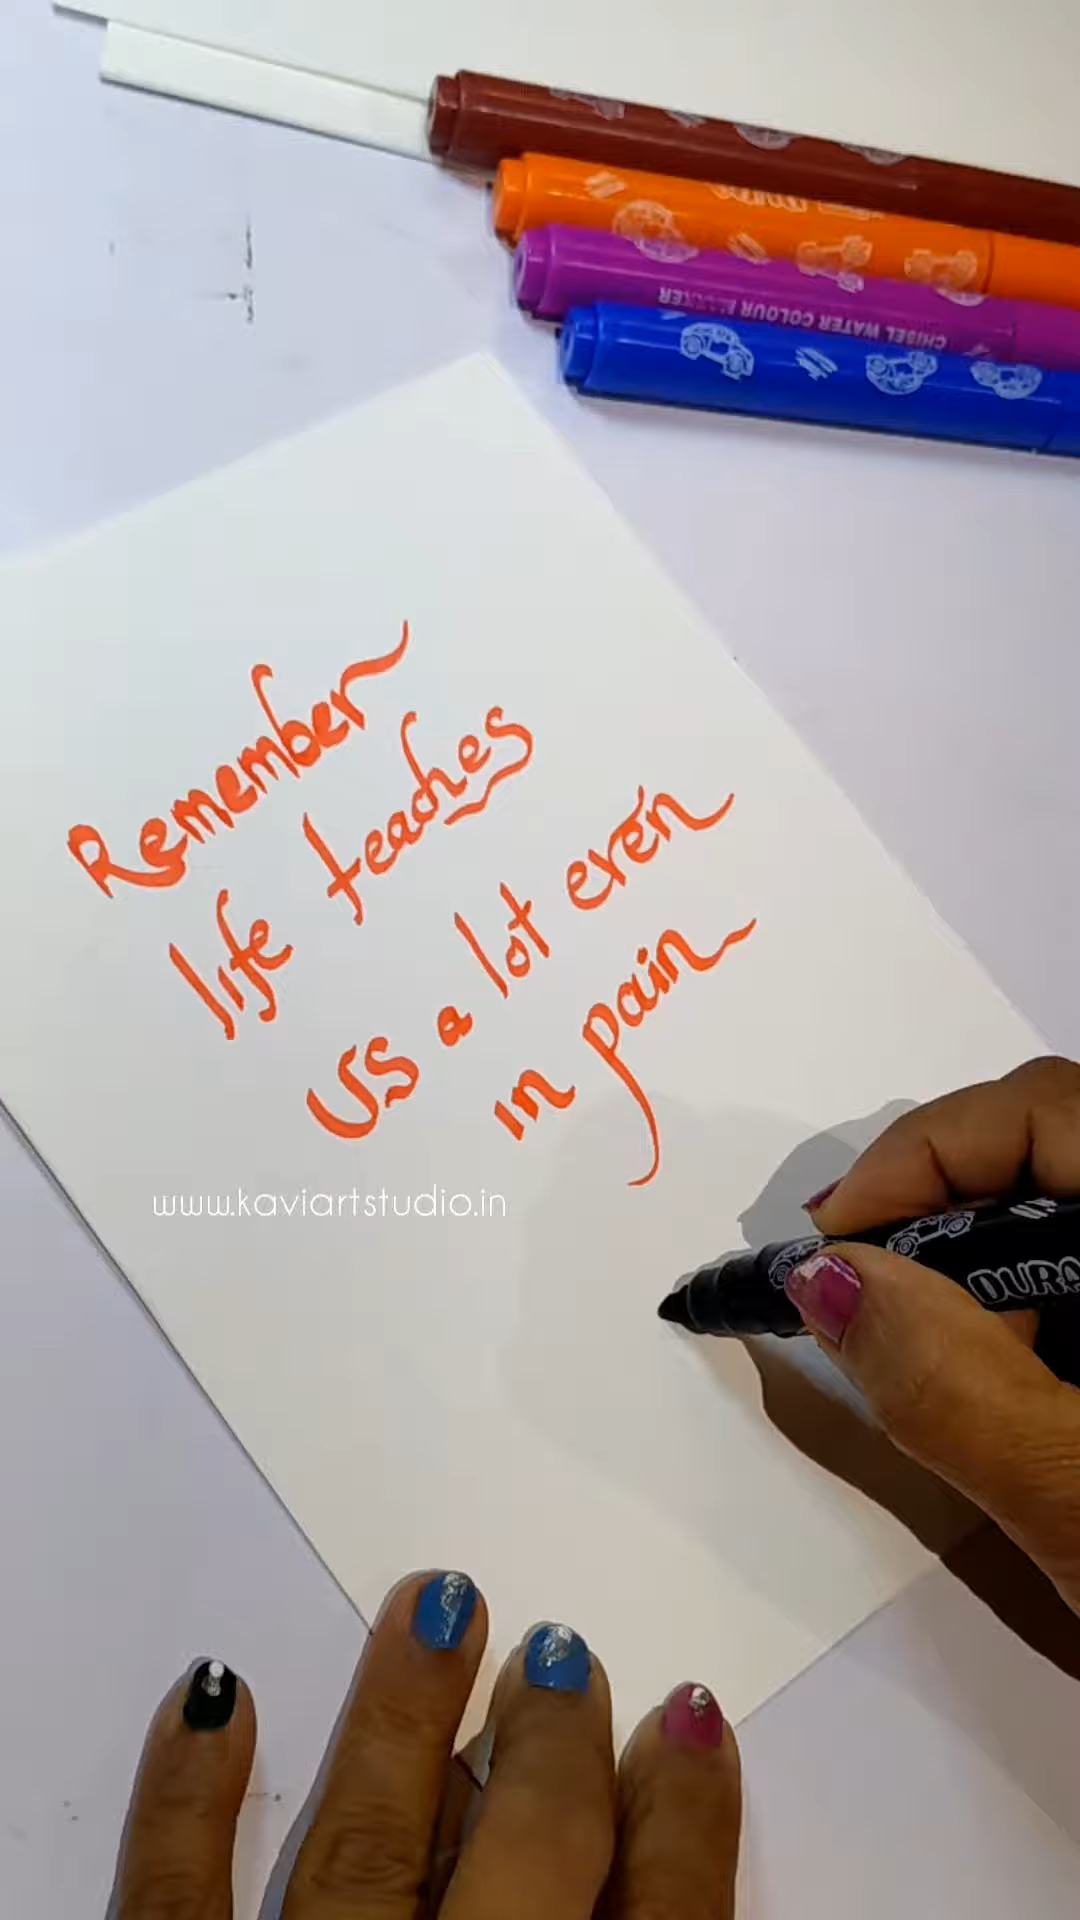 CHISEL WATER COLOUR MARKER
Remember
life teaches
us a lot even
in pain
www.kaviartstudio.in
DURA